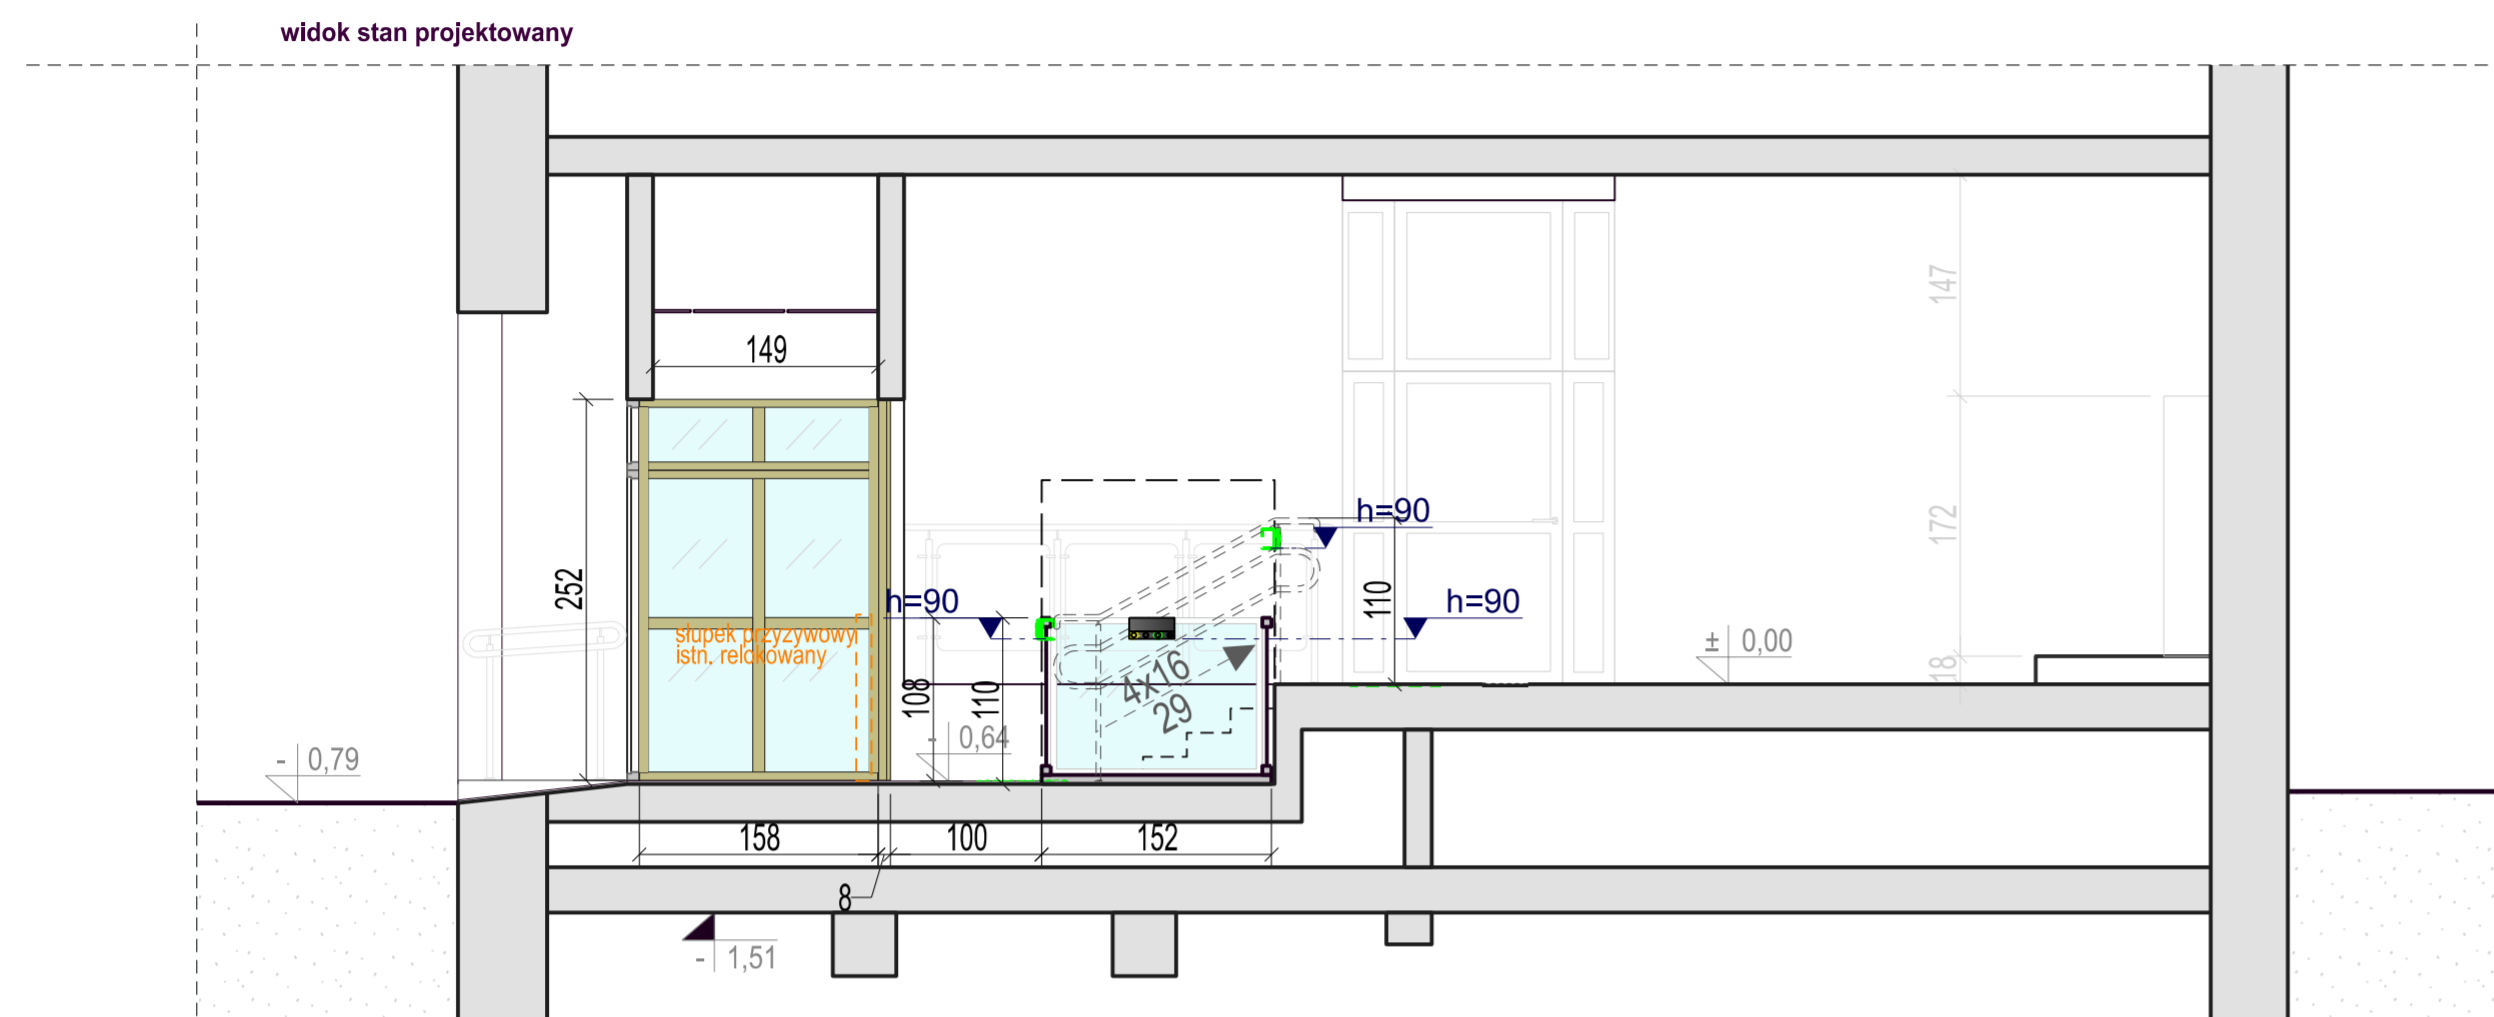 widok stan projektowany
149
147
h=90
172
252
110
h=90
h=90
słupek przyzywowy
istn. relokowany
± 0,00
18
4x16
29
108
110
- 0,64
- 0,79
158
100
152
8
- 1,51